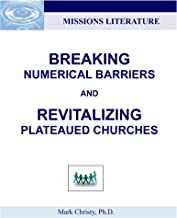 MISSIONS LITERATURE
BREAKING
NUMERICAL BARRIERS
AND
REVITALIZING
PLATEAUED CHURCHES
Mark Christy, Ph.D.